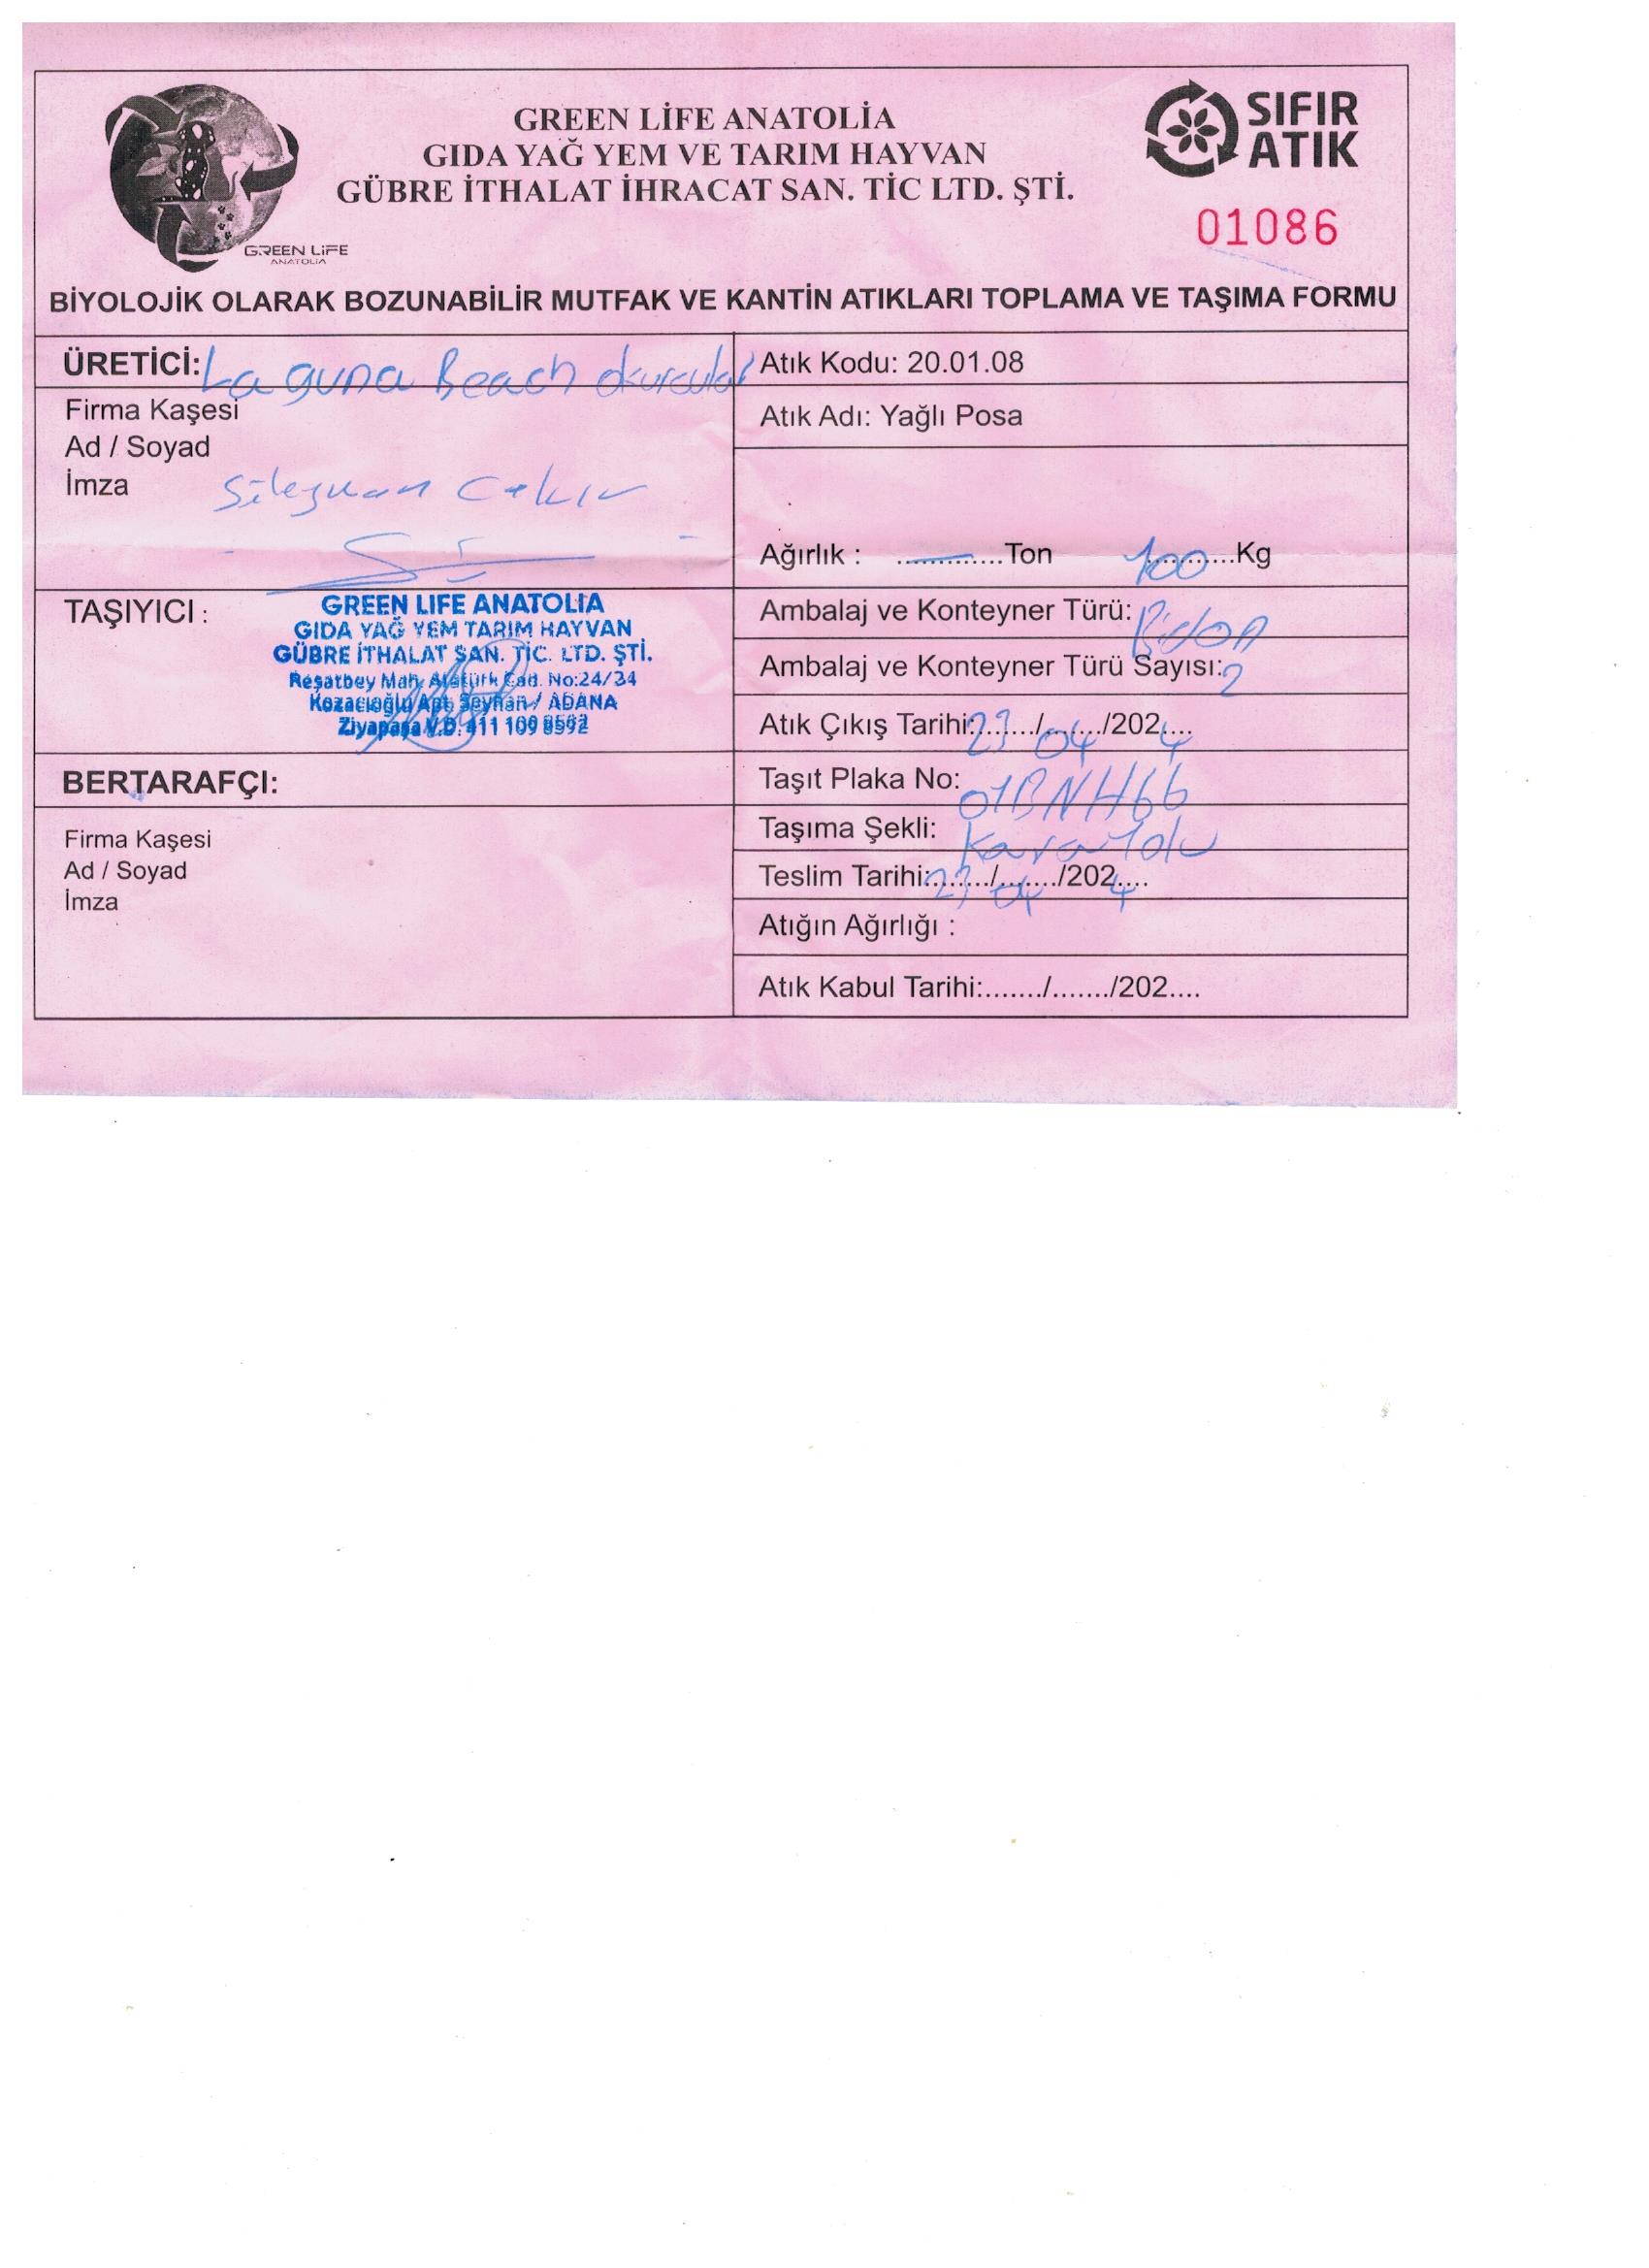 GREEN LİFE ANATOLİA
GIDA YAĞ YEM VE TARIM HAYVAN
GÜBRE İTHALAT İHRACAT SAN. TİC LTD. ŞTİ.
GREEN LiFE
ANATOLiA
SIFIR
ATIK
01086
BİYOLOJİK OLARAK BOZUNABİLİR MUTFAK VE KANTİN ATIKLARI TOPLAMA VE TAŞIMA FORMU
ÜRETİCİ: Laguna Beach okurcular
Firma Kaşesi
Ad / Soyad
İmza
Atık Kodu: 20.01.08
Atık Adı: Yağlı Posa
Ağırlık : ............Ton 100..........Kg
TAŞIYICI :
GREEN LIFE ANATOLIA
GIDA YAĞ YEM TARIM HAYVAN
GÜBRE İTHALAT SAN. TİC. LTD. ŞTİ.
Reşatbey Mah. Atatürk Cad. No:24/34
Kozacıoğlu Apt. Seyhan / ADANA
Ziyapaşa V.D. 411 109 8592
Ambalaj ve Konteyner Türü: Bidon
Ambalaj ve Konteyner Türü Sayısı: 2
Atık Çıkış Tarihi: 23/04/2024
BERTARAFÇI:
Firma Kaşesi
Ad / Soyad
İmza
Taşıt Plaka No: 01BNH66
Taşıma Şekli: Karayolu
Teslim Tarihi: 23/04/2024
Atığın Ağırlığı :
Atık Kabul Tarihi:......./......./202....